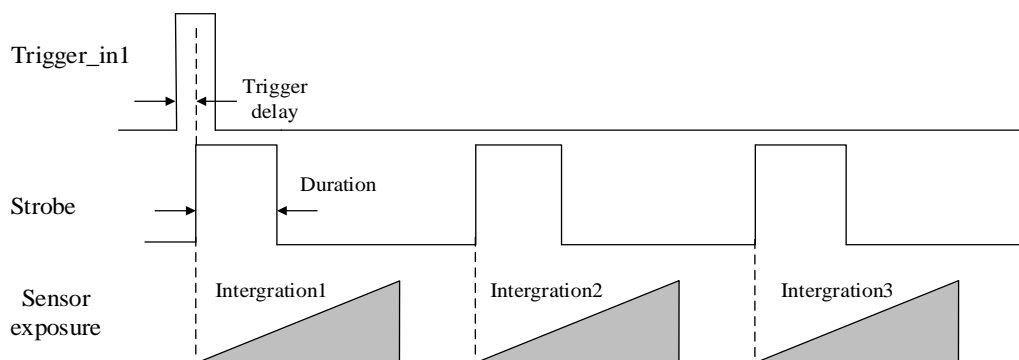 Trigger_in1
Trigger
delay
Duration
Strobe
Intergration1
Intergration2
Intergration3
Sensor
exposure